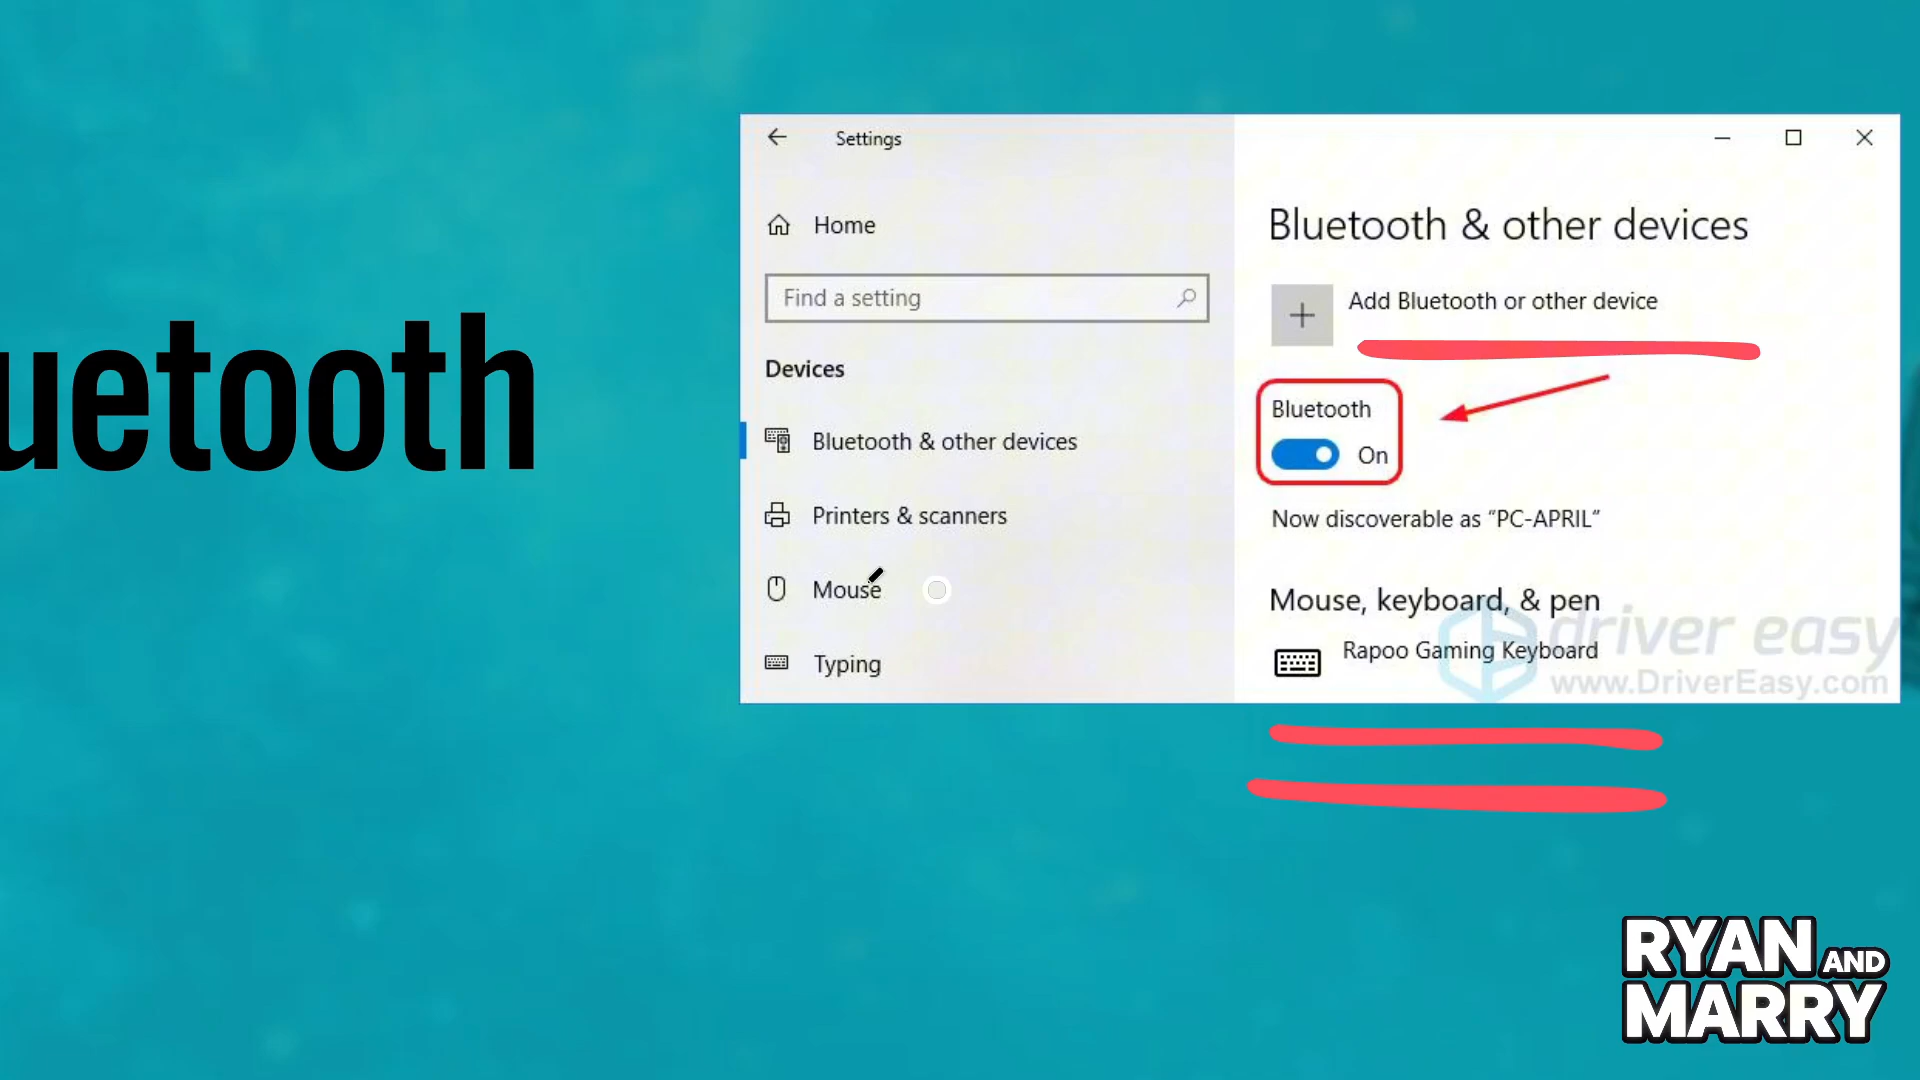 uetooth
Settings
Home
Find a setting
Devices
Bluetooth & other devices
Printers & scanners
Mouse
Typing
Bluetooth & other devices
Add Bluetooth or other device
Bluetooth
On
Now discoverable as “PC-APRIL”
Mouse, keyboard, & pen
Rapoo Gaming Keyboard
driver easy
www.DriverEasy.com
RYAN AND
MARRY